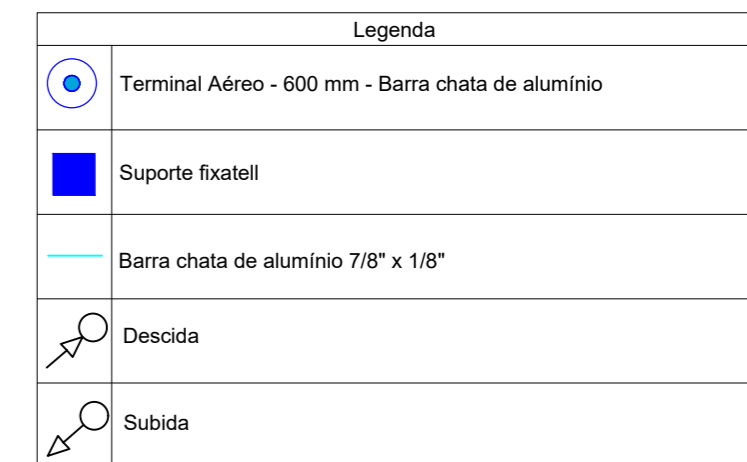 Legenda
Terminal Aéreo - 600 mm - Barra chata de alumínio
Suporte fixatell
Barra chata de alumínio 7/8" x 1/8"
Descida
Subida